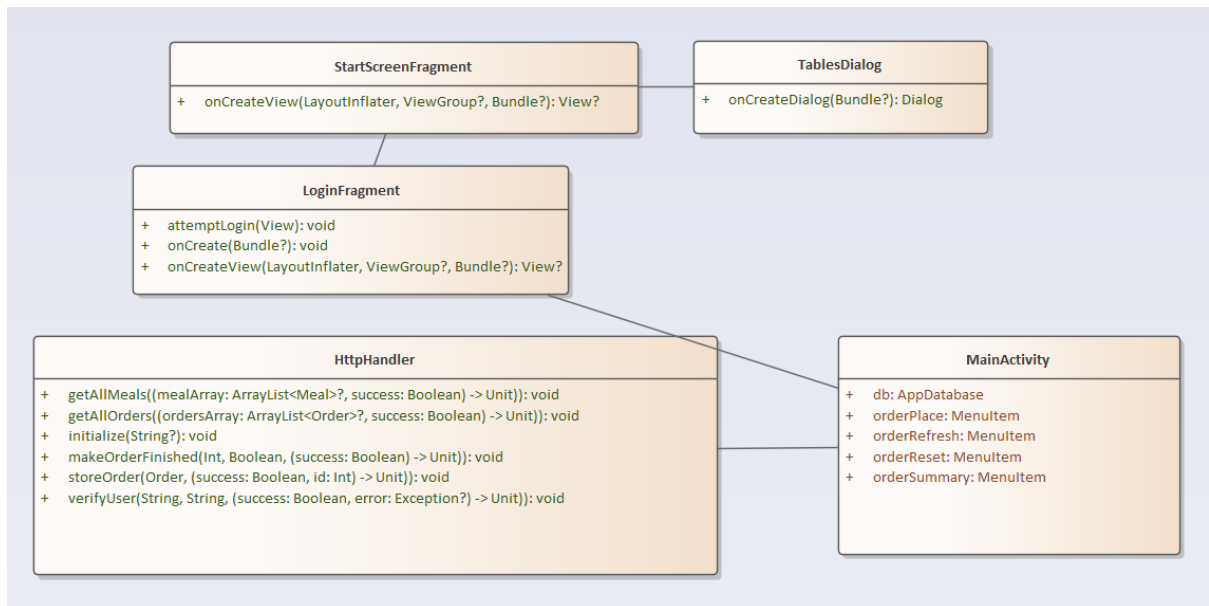 StartScreenFragment
+ onCreateView(LayoutInflater, ViewGroup?, Bundle?): View?
TablesDialog
+ onCreateDialog(Bundle?): Dialog
LoginFragment
+ attemptLogin(View): void
+ onCreate(Bundle?): void
+ onCreateView(LayoutInflater, ViewGroup?, Bundle?): View?
HttpHandler
+ getAllMeals((mealArray: ArrayList<Meal>?, success: Boolean) -> Unit)): void
+ getAllOrders((ordersArray: ArrayList<Order>?, success: Boolean) -> Unit)): void
+ initialize(String?): void
+ makeOrderFinished(Int, Boolean, (success: Boolean) -> Unit)): void
+ storeOrder(Order, (success: Boolean, id: Int) -> Unit)): void
+ verifyUser(String, String, (success: Boolean, error: Exception?) -> Unit)): void
MainActivity
+ db: AppDatabase
+ orderPlace: MenuItem
+ orderRefresh: MenuItem
+ orderReset: MenuItem
+ orderSummary: MenuItem